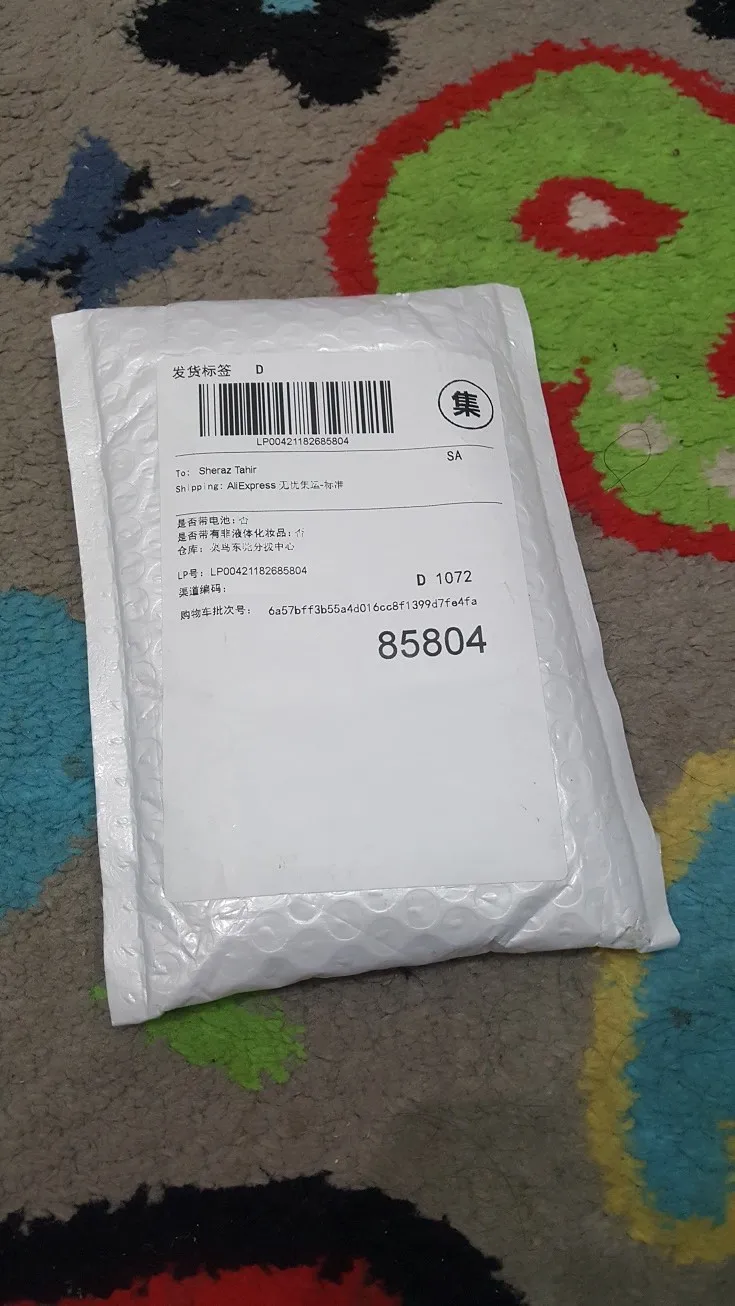 发货标签 D
LP00421182685804
集
SA
To: Sheraz Tahir
Shipping: AliExpress 无忧集运-标准
是否带电池：否
是否带有非液体化妆品：否
仓库：菜鸟东莞分拨中心
LP号：LP00421182685804
渠道编码：
D 1072
购物车批次号： 6a57bff3b55a4d016cc8f1399d7fe4fa
85804